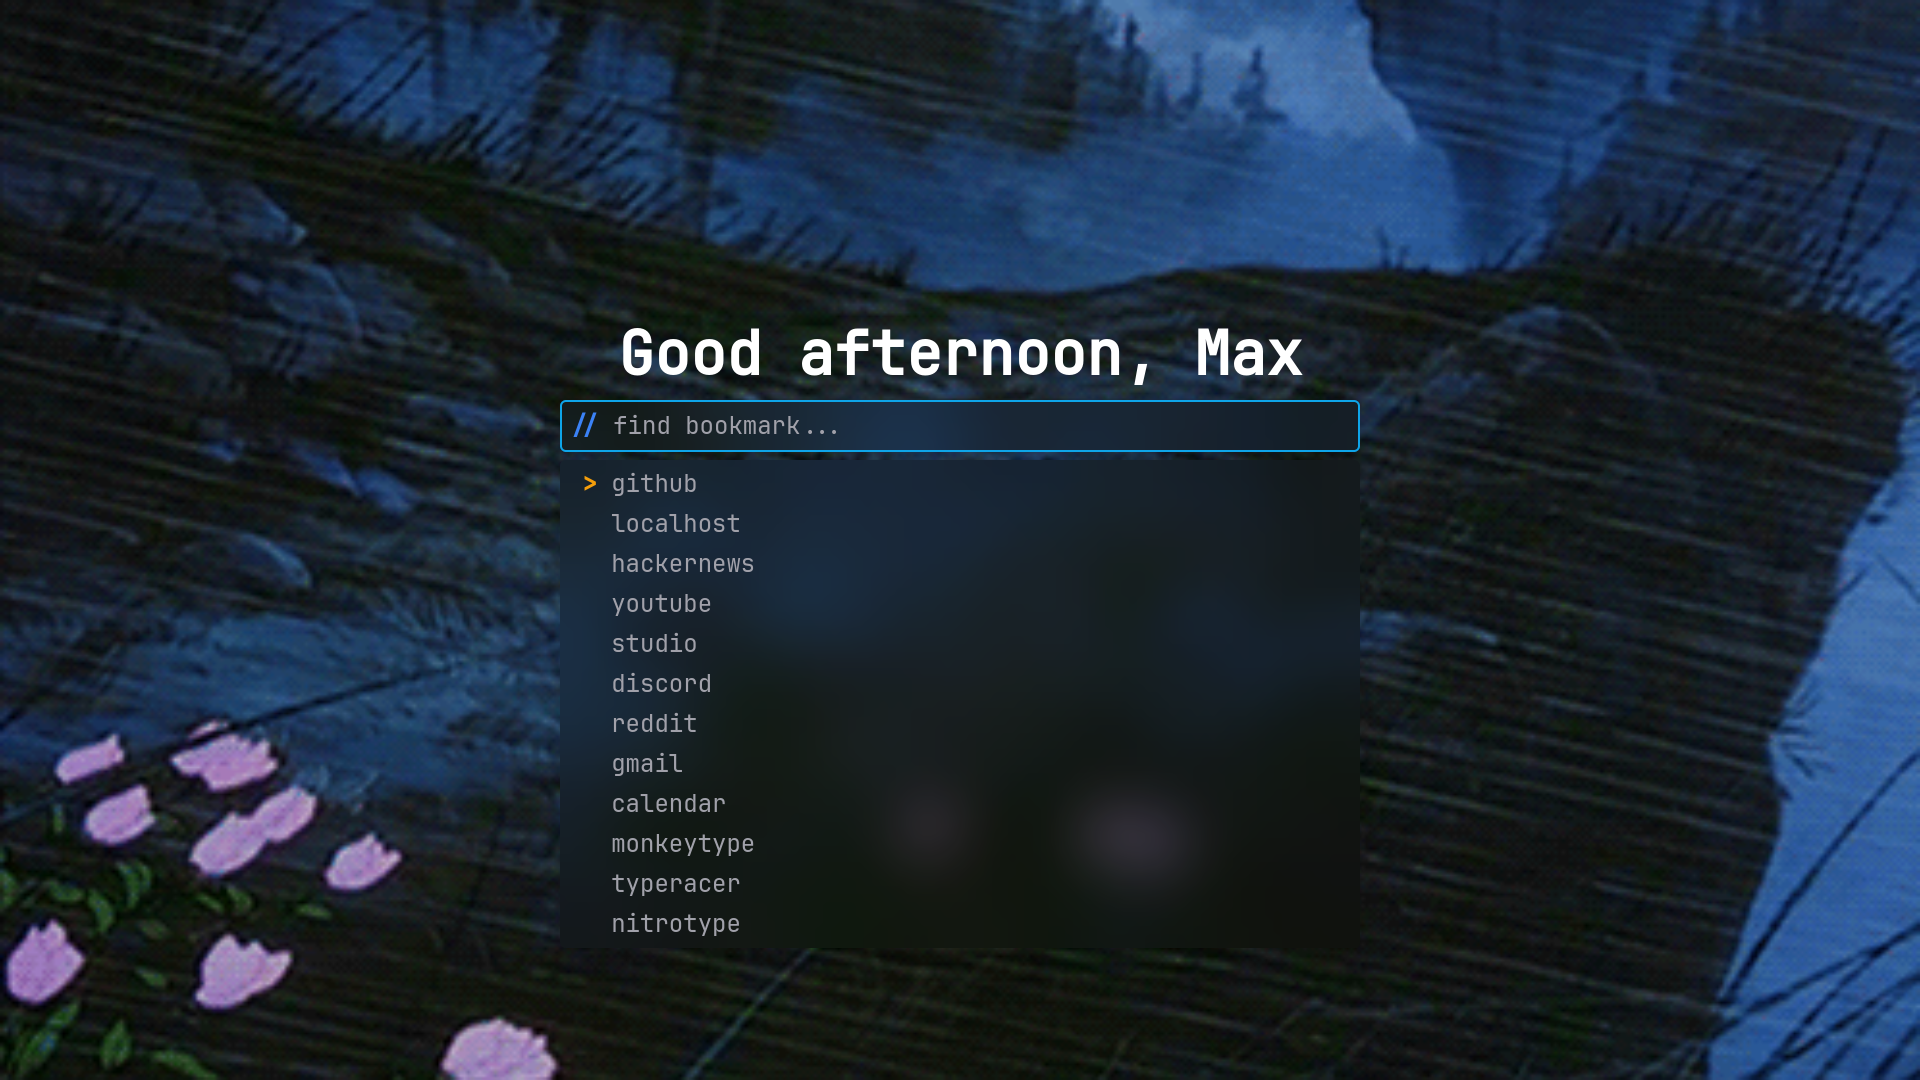 Good afternoon, Max
// find bookmark...
> github
localhost
hackernews
youtube
studio
discord
reddit
gmail
calendar
monkeytype
typeracer
nitrotype